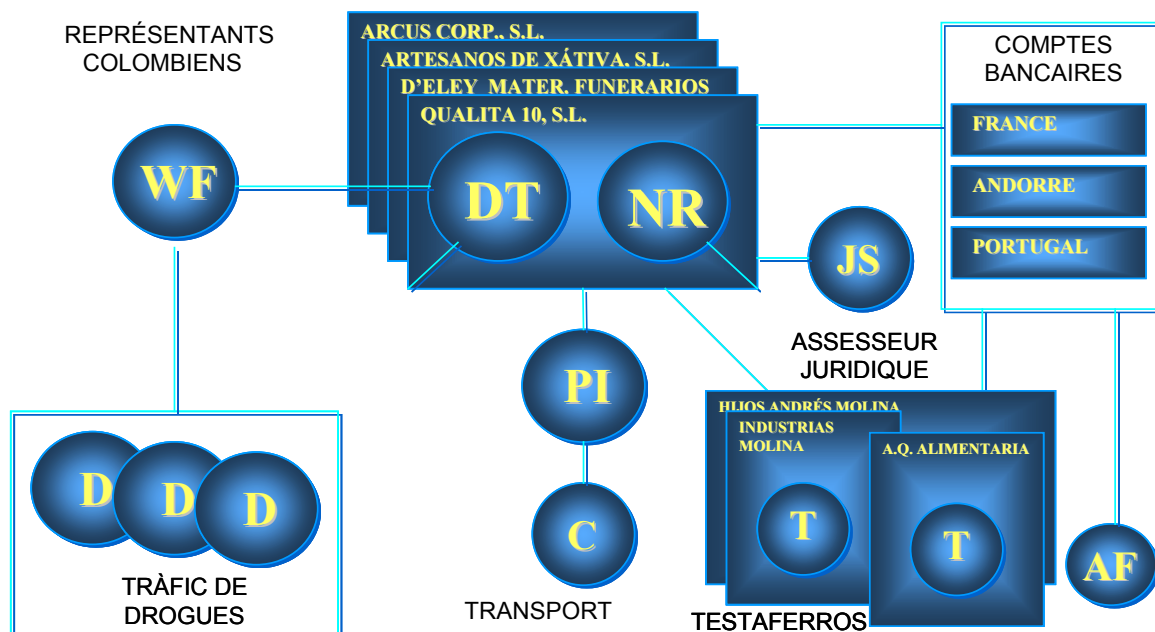 REPRÉSENTANTS
COLOMBIENS
ARCUS CORP., S.L.
ARTESANOS DE XÁTIVA, S.L.
D'ELEY MATER. FUNERARIOS
QUALITA 10, S.L.
COMPTES
BANCAIRES
FRANCE
ANDORRE
PORTUGAL
WF
DT
NR
JS
ASSESSEUR
JURIDIQUE
PI
HIJOS ANDRÉS MOLINA
INDUSTRIAS
MOLINA
A.Q. ALIMENTARIA
D
D
D
C
T
T
AF
TRÀFIC DE
DROGUES
TRANSPORT
TESTAFERROS